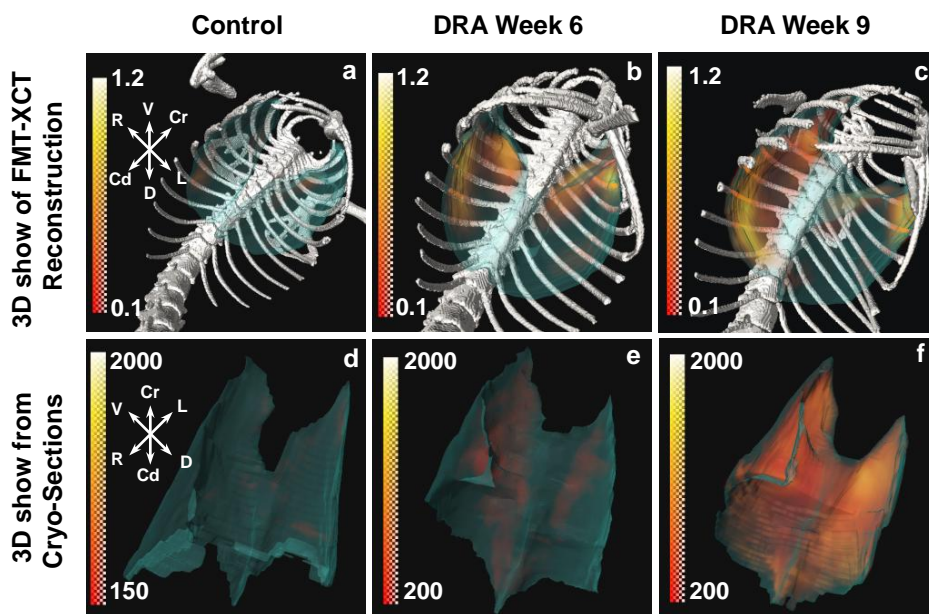 Control
DRA Week 6
DRA Week 9
3D show of FMT-XCT
Reconstruction
1.2
a
V
R
Cr
Cd
L
D
0.1
1.2
b
0.1
1.2
c
0.1
3D show from
Cryo-Sections
2000
d
Cr
V
L
R
D
Cd
150
2000
e
200
2000
f
200